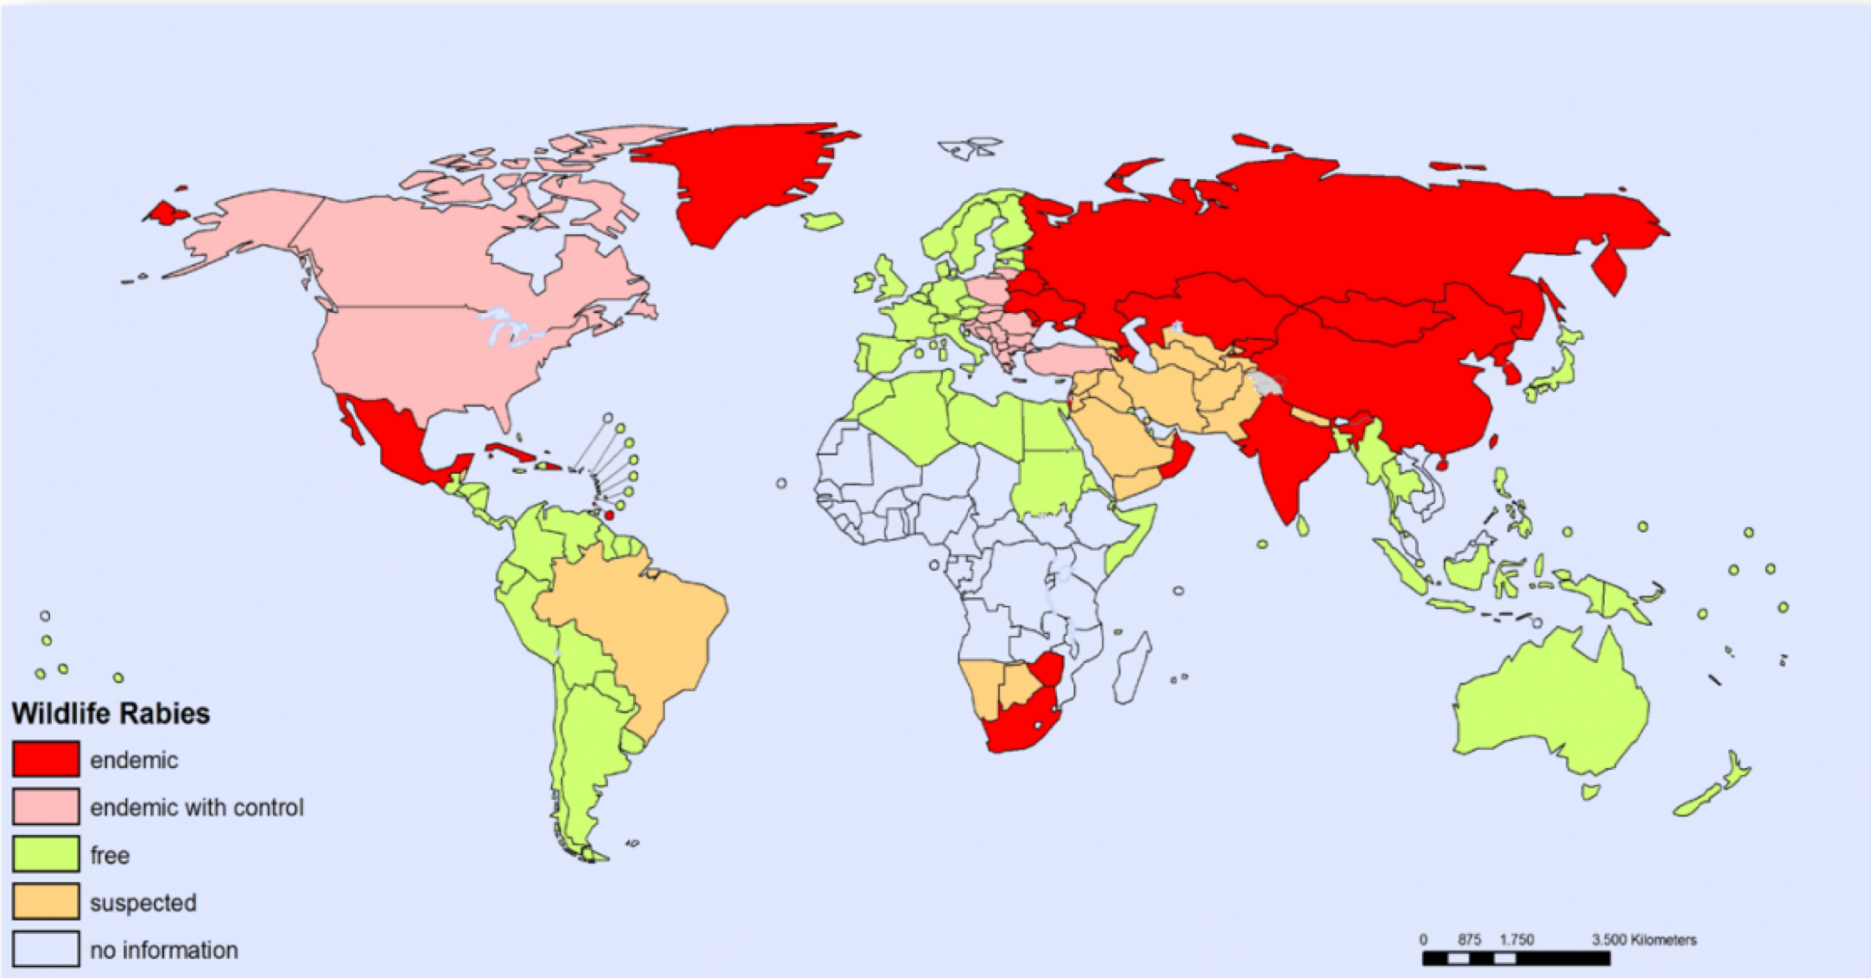 Wildlife Rabies
endemic
endemic with control
free
suspected
no information
0 875 1.750 3.500 Kilometers